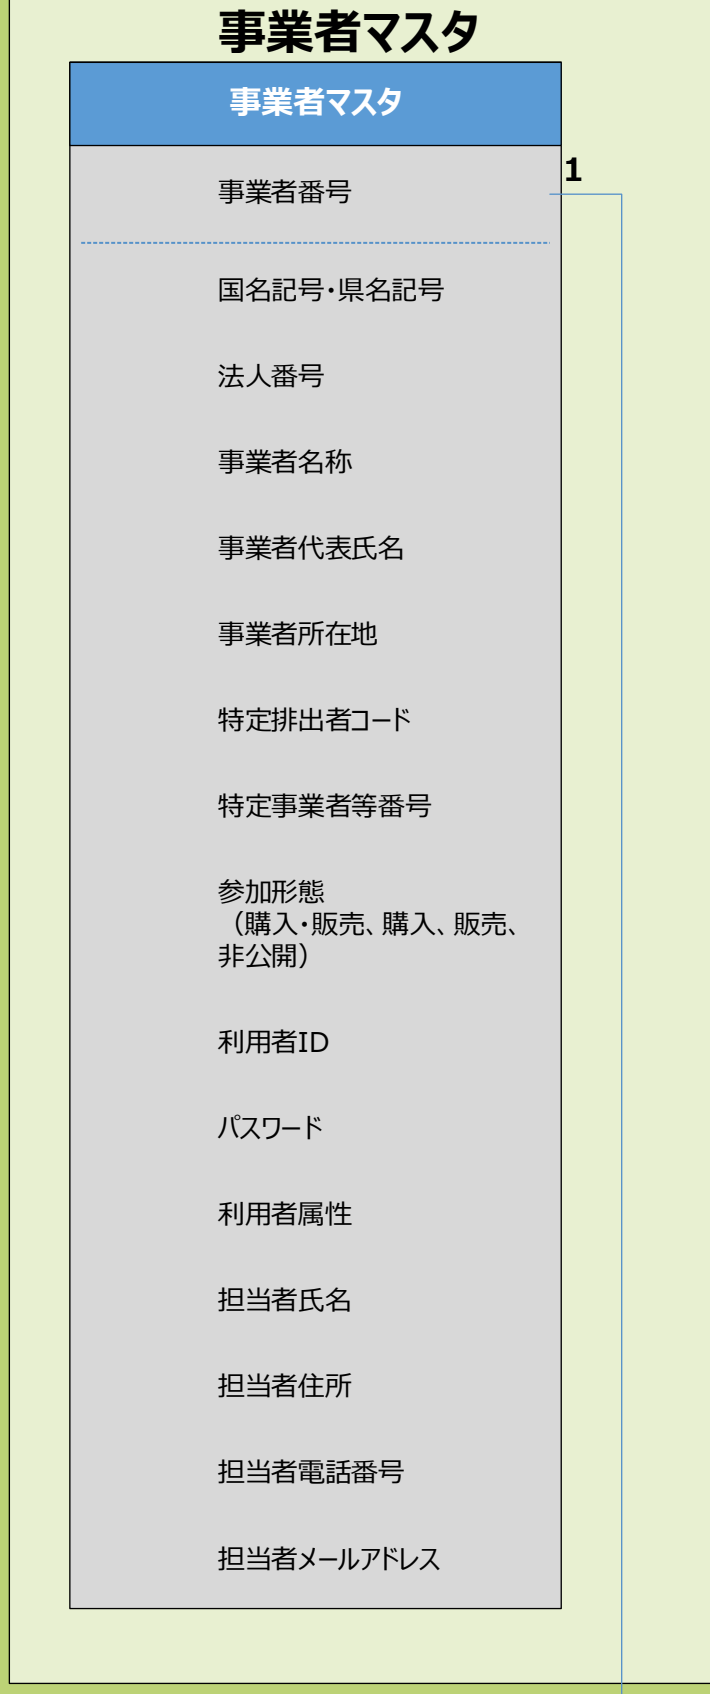 事業者マスタ
事業者マスタ
1
事業者番号
国名記号・県名記号
法人番号
事業者名称
事業者代表氏名
事業者所在地
特定排出者コード
特定事業者等番号
参加形態
（購入・販売、購入、販売、
非公開）
利用者ID
パスワード
利用者属性
担当者氏名
担当者住所
担当者電話番号
担当者メールアドレス